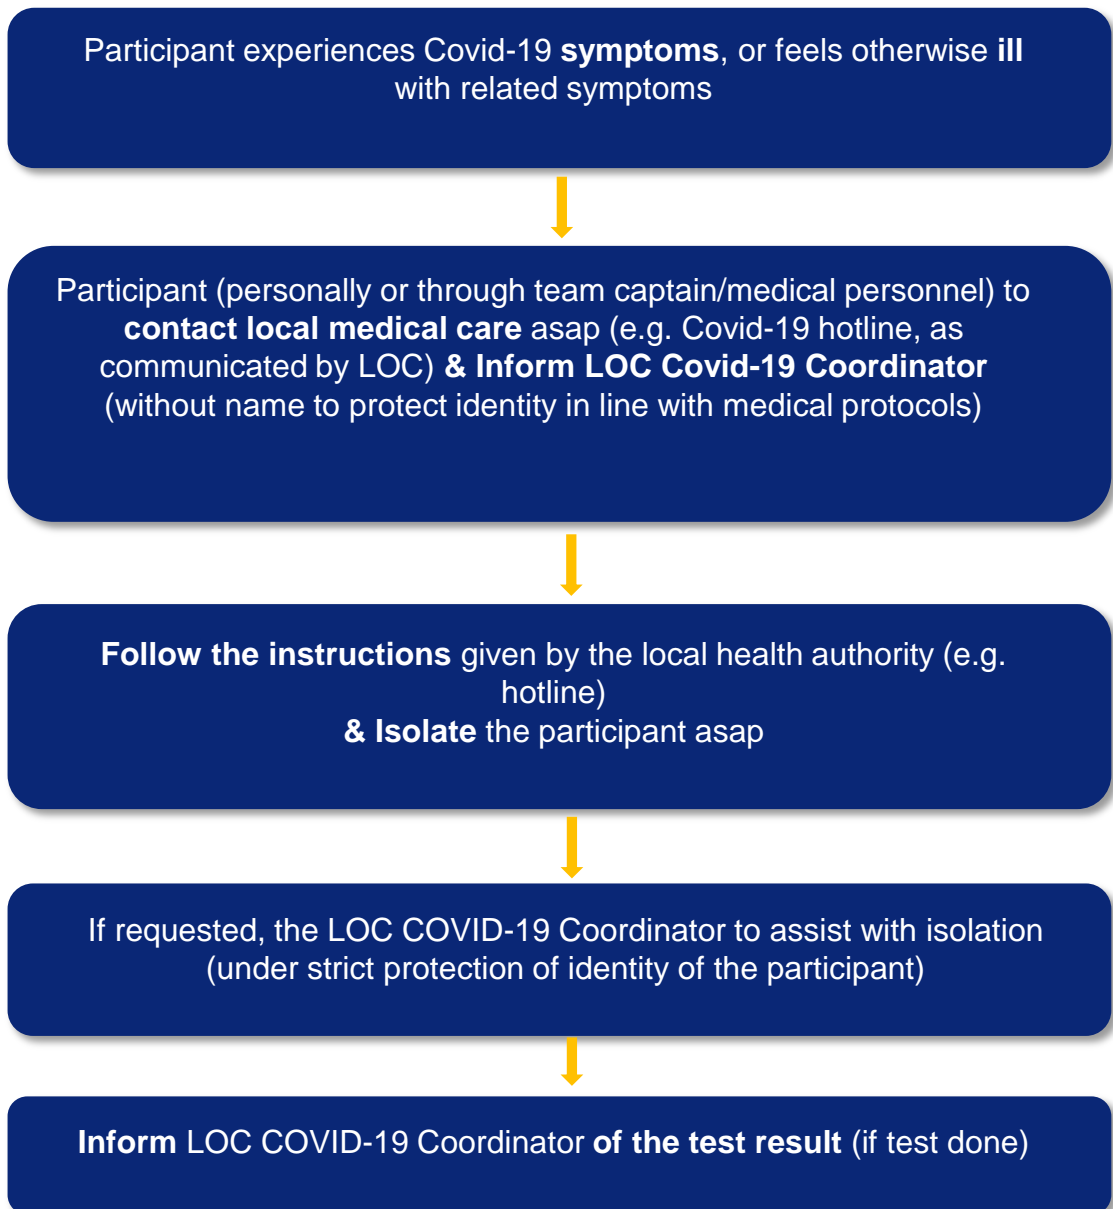 Participant experiences Covid-19 symptoms, or feels otherwise ill
with related symptoms
Participant (personally or through team captain/medical personnel) to
contact local medical care asap (e.g. Covid-19 hotline, as
communicated by LOC) & Inform LOC Covid-19 Coordinator
(without name to protect identity in line with medical protocols)
Follow the instructions given by the local health authority (e.g.
hotline)
& Isolate the participant asap
If requested, the LOC COVID-19 Coordinator to assist with isolation
(under strict protection of identity of the participant)
Inform LOC COVID-19 Coordinator of the test result (if test done)